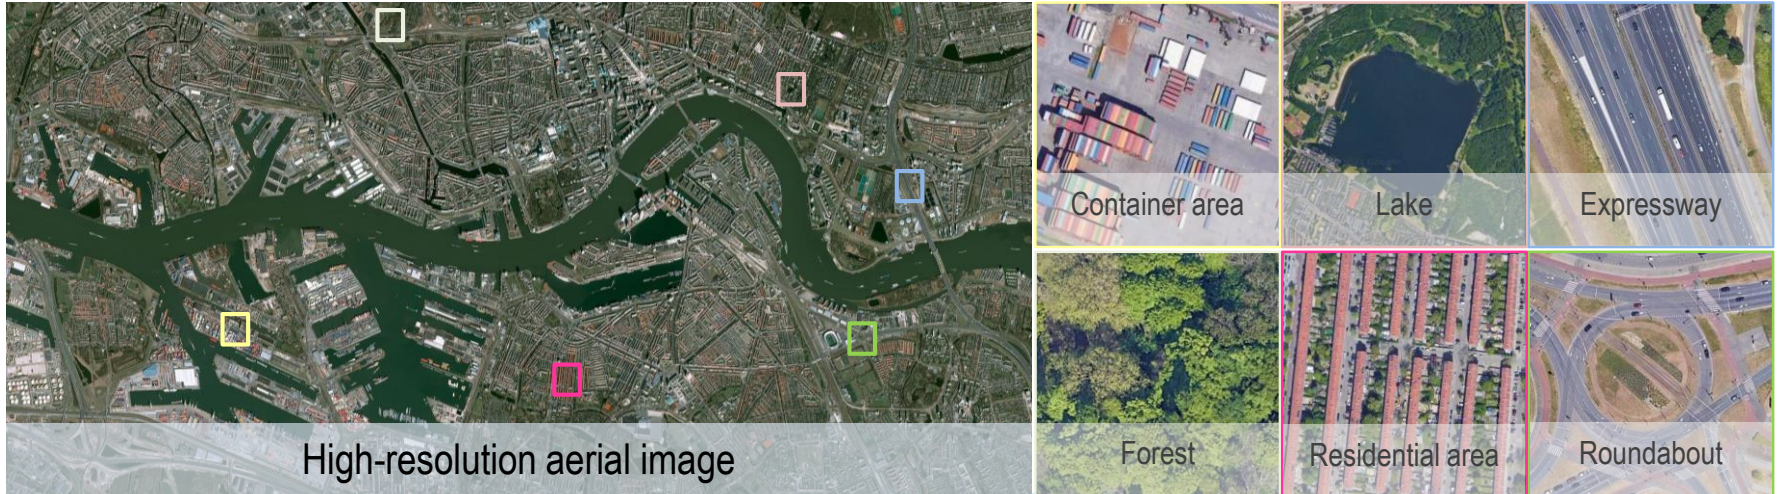 High-resolution aerial image
Container area
Lake
Expressway
Forest
Residential area
Roundabout